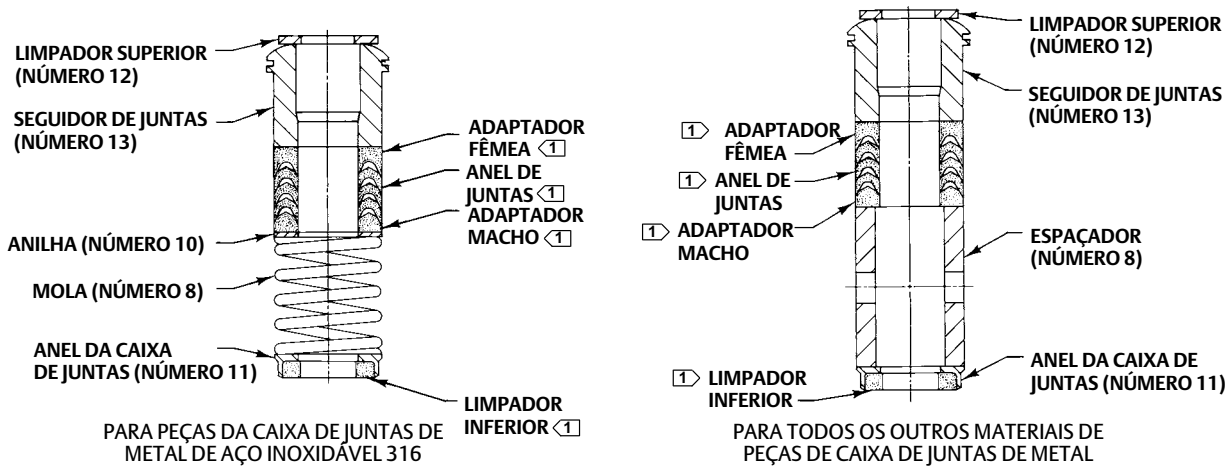 LIMPADOR SUPERIOR
(NÚMERO 12)
SEGUIDOR DE JUNTAS
(NÚMERO 13)
ADAPTADOR
FÊMEA 1
ANEL DE
JUNTAS 1
ADAPTADOR
MACHO 1
ANILHA (NÚMERO 10)
MOLA (NÚMERO 8)
ANEL DA CAIXA
DE JUNTAS (NÚMERO 11)
LIMPADOR
INFERIOR 1
PARA PEÇAS DA CAIXA DE JUNTAS DE
METAL DE AÇO INOXIDÁVEL 316
LIMPADOR SUPERIOR
(NÚMERO 12)
SEGUIDOR DE JUNTAS
(NÚMERO 13)
1 ADAPTADOR
FÊMEA
1 ANEL DE
JUNTAS
1 ADAPTADOR
MACHO
ESPAÇADOR
(NÚMERO 8)
ANEL DA CAIXA DE
JUNTAS (NÚMERO 11)
1 LIMPADOR
INFERIOR
PARA TODOS OS OUTROS MATERIAIS DE
PEÇAS DE CAIXA DE JUNTAS DE METAL